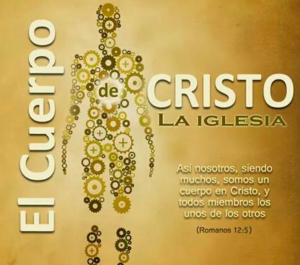 El Cuerpo
de
CRISTO
LA IGLESIA
Así nosotros, siendo
muchos, somos un
cuerpo en Cristo, y
todos miembros los
unos de los otros
(Romanos 12:5)